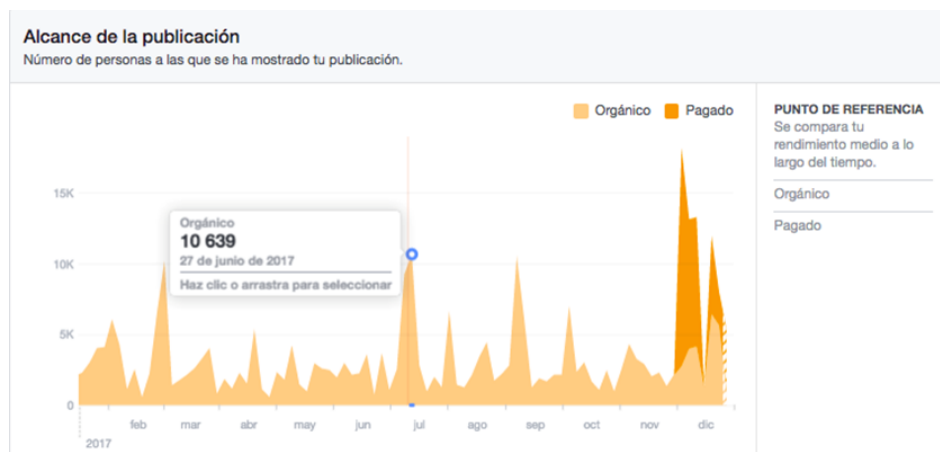 Alcance de la publicación
Número de personas a las que se ha mostrado tu publicación.
Orgánico
Pagado
15K
10K
5K
0
Orgánico
10 639
27 de junio de 2017
Haz clic o arrastra para seleccionar
feb
mar
abr
may
jun
jul
ago
sep
oct
nov
dic
2017
PUNTO DE REFERENCIA
Se compara tu
rendimiento medio a lo
largo del tiempo.
Orgánico
Pagado